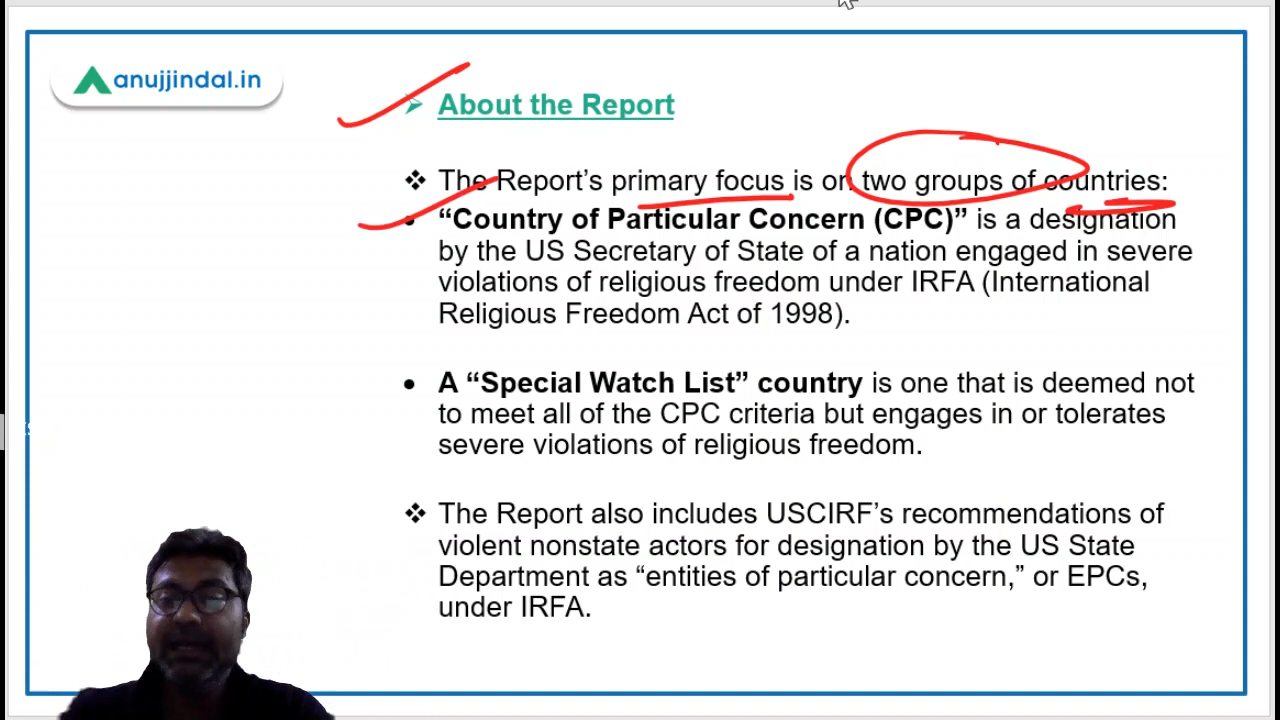 anujjindal.in
➢ About the Report
❖ The Report's primary focus is on two groups of countries:
• “Country of Particular Concern (CPC)” is a designation
by the US Secretary of State of a nation engaged in severe
violations of religious freedom under IRFA (International
Religious Freedom Act of 1998).
• A “Special Watch List” country is one that is deemed not
to meet all of the CPC criteria but engages in or tolerates
severe violations of religious freedom.
❖ The Report also includes USCIRF’s recommendations of
violent nonstate actors for designation by the US State
Department as “entities of particular concern,” or EPCs,
under IRFA.